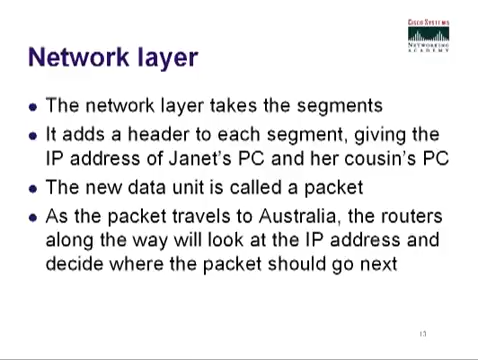 CISCO SYSTEMS
NETWORKING
ACADEMY
Network layer
The network layer takes the segments
It adds a header to each segment, giving the
IP address of Janet's PC and her cousin's PC
The new data unit is called a packet
As the packet travels to Australia, the routers
along the way will look at the IP address and
decide where the packet should go next